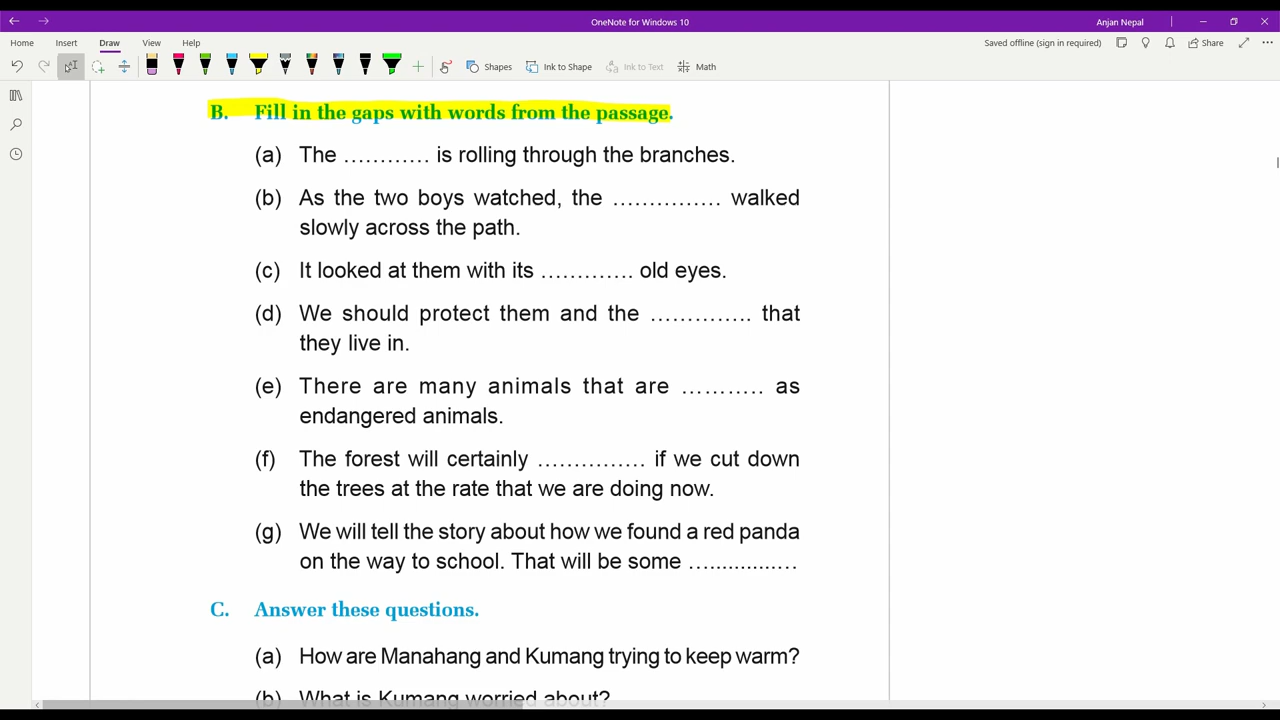 OneNote for Windows 10
Anjan Nepal
Home Insert Draw View Help
Saved offline (sign in required)
Share
Shapes
Ink to Shape
Ink to Text
Math
B. Fill in the gaps with words from the passage.
(a) The ………… is rolling through the branches.
(b) As the two boys watched, the …………… walked
slowly across the path.
(c) It looked at them with its …………. old eyes.
(d) We should protect them and the ………….. that
they live in.
(e) There are many animals that are ……….. as
endangered animals.
(f) The forest will certainly …………… if we cut down
the trees at the rate that we are doing now.
(g) We will tell the story about how we found a red panda
on the way to school. That will be some ….............…
C. Answer these questions.
(a) How are Manahang and Kumang trying to keep warm?
(b) What is Kumang worried about?